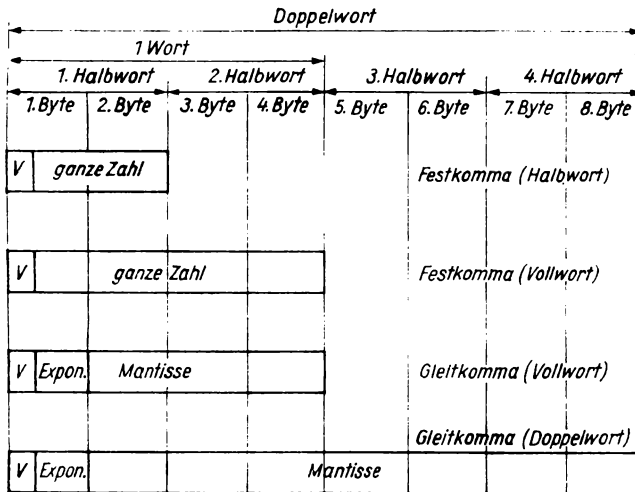 Doppelwort
1 Wort
1. Halbwort 2. Halbwort 3. Halbwort 4. Halbwort
1. Byte 2. Byte 3. Byte 4. Byte 5. Byte 6. Byte 7. Byte 8. Byte
V ganze Zahl Festkomma (Halbwort)
V ganze Zahl Festkomma (Vollwort)
V Expon. Mantisse Gleitkomma (Vollwort)
Gleitkomma (Doppelwort)
V Expon. Mantisse